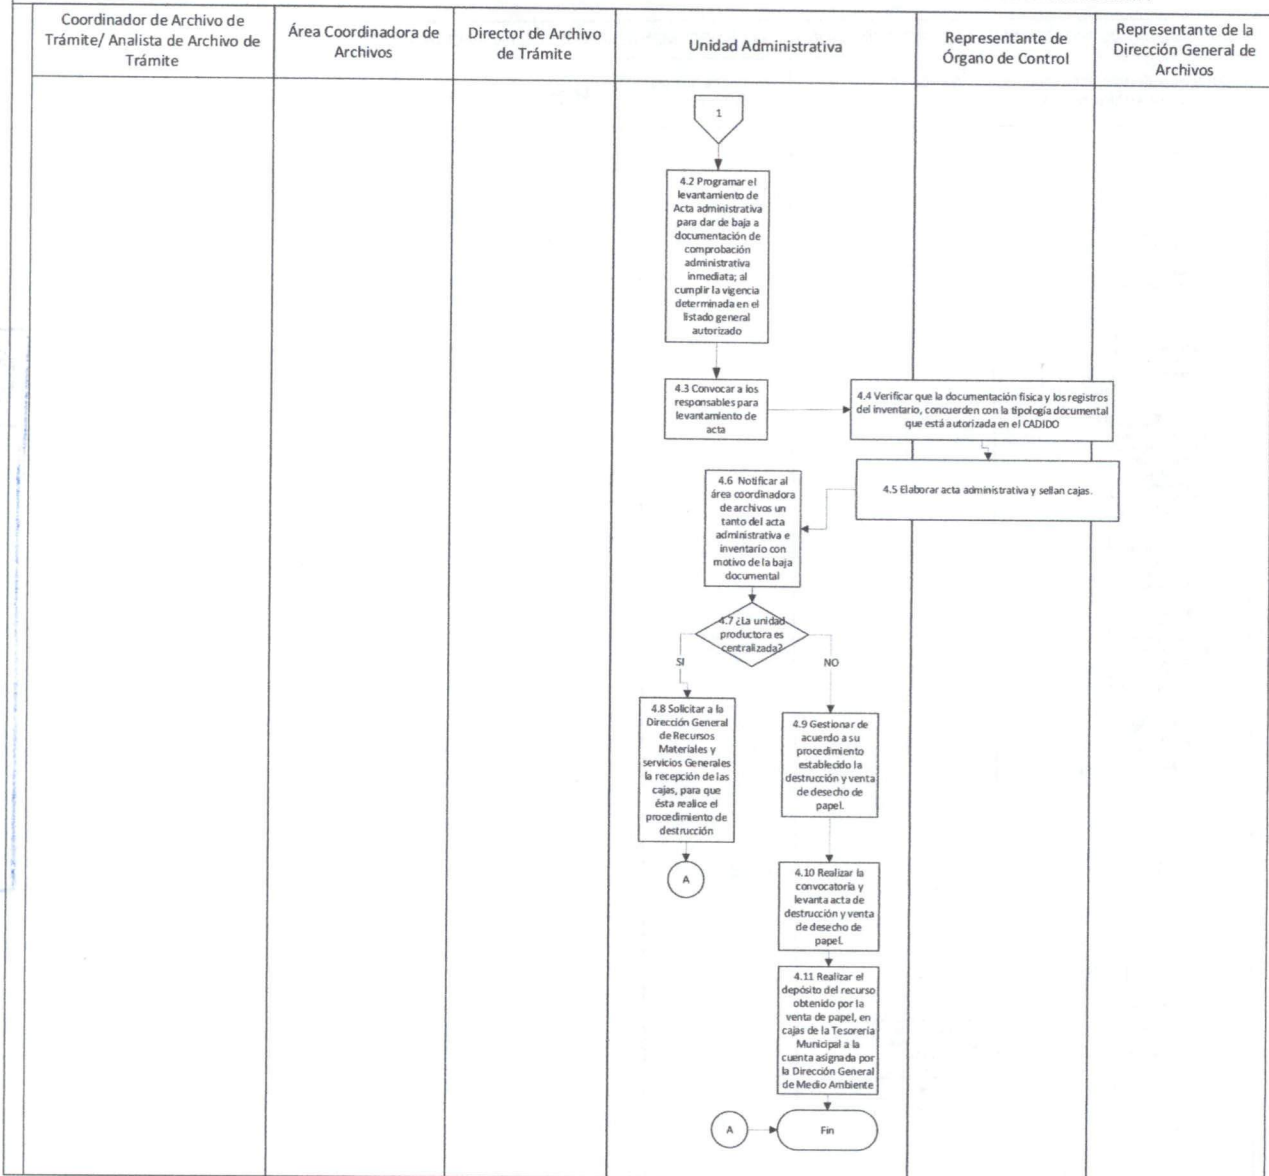 Coordinador de Archivo de
Trámite/ Analista de Archivo de
Trámite
Área Coordinadora de
Archivos
Director de Archivo
de Trámite
Unidad Administrativa
Representante de
Órgano de Control
Representante de la
Dirección General de
Archivos
1
4.2 Programar el
levantamiento de
Acta administrativa
para dar de baja a
documentación de
comprobación
administrativa
inmediata; al
cumplir la vigencia
determinada en el
listado general
autorizado
4.3 Convocar a los
responsables para
levantamiento de
acta
4.4 Verificar que la documentación física y los registros
del inventario, concuerden con la tipología documental
que está autorizada en el CADIDO
4.5 Elaborar acta administrativa y sellan cajas.
4.6 Notificar al
área coordinadora
de archivos un
tanto del acta
administrativa e
inventario con
motivo de la baja
documental
4.7 ¿La unidad
productora es
centralizada?
SI
NO
4.8 Solicitar a la
Dirección General
de Recursos
Materiales y
servicios Generales
la recepción de las
cajas, para que
ésta realice el
procedimiento de
destrucción
A
4.9 Gestionar de
acuerdo a su
procedimiento
establecido la
destrucción y venta
de desecho de
papel.
4.10 Realizar la
convocatoria y
levanta acta de
destrucción y venta
de desecho de
papel.
4.11 Realizar el
depósito del recurso
obtenido por la
venta de papel, en
cajas de la Tesorería
Municipal a la
cuenta asignada por
la Dirección General
de Medio Ambiente
A
Fin